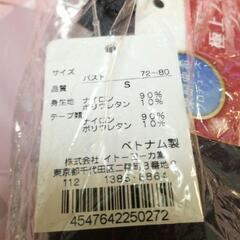 極上
サイズ
バスト 72~80
S
品質
身生地 ナイロン 90%
ポリウレタン 10%
テープ類 ナイロン 90%
ポリウレタン 10%
ベトナム製
株式会社 イトーヨーカ堂
東京都千代田区二番町8番地8
112
4547642250272